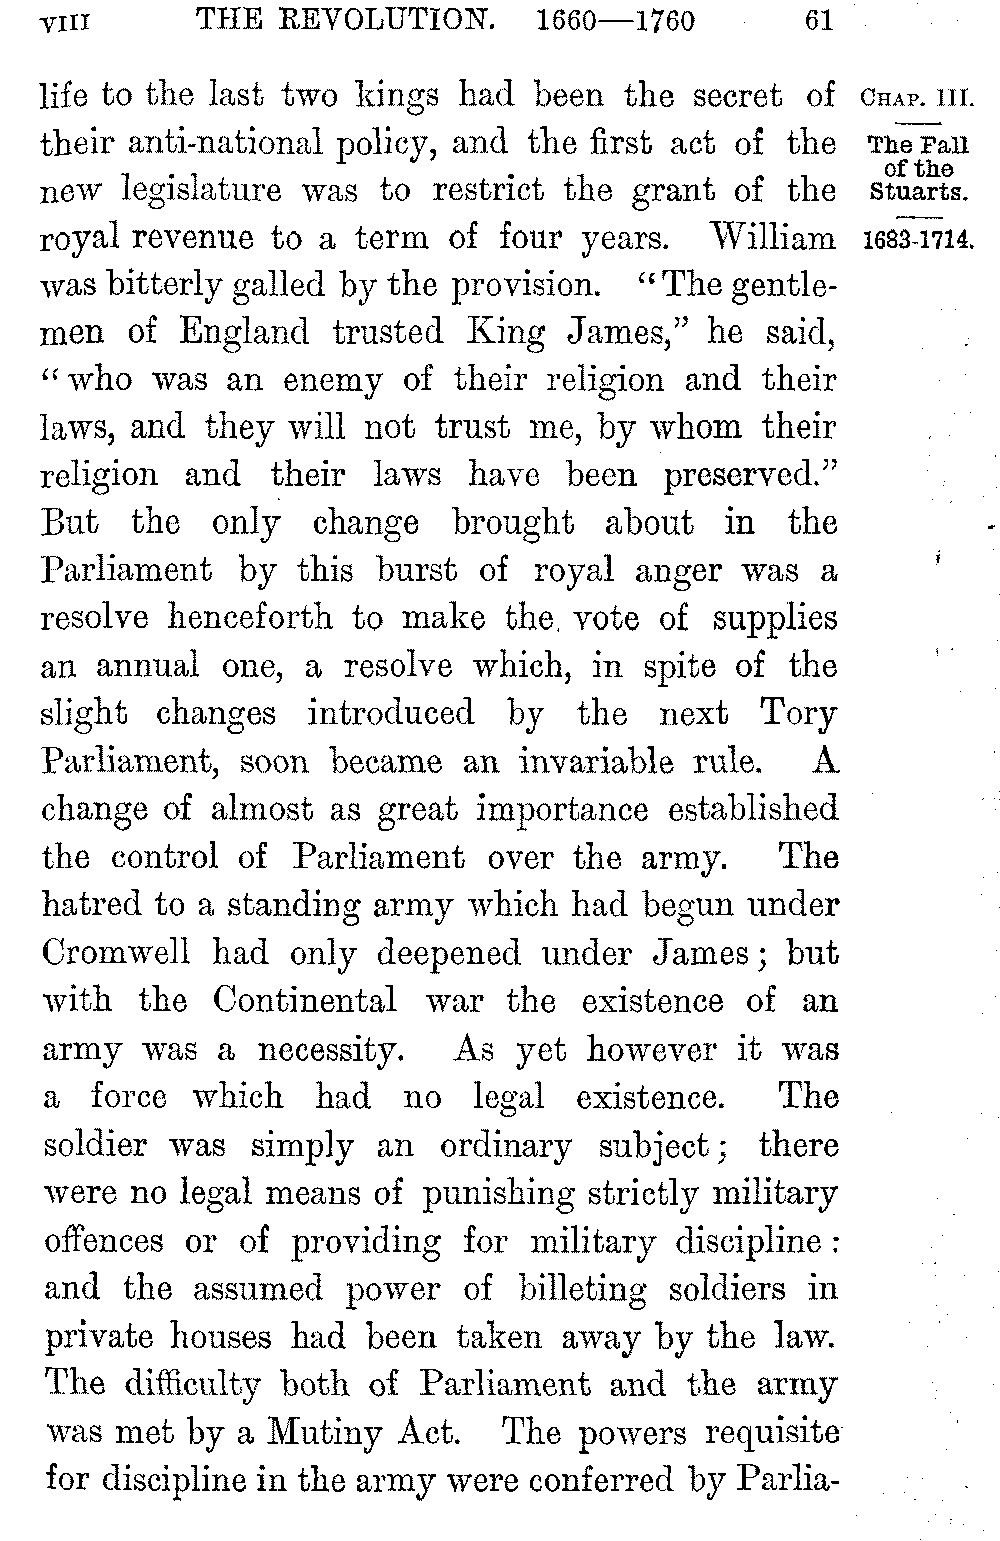 VIII THE REVOLUTION. 1660—1760 61
life to the last two kings had been the secret of
their anti-national policy, and the first act of the
new legislature was to restrict the grant of the
royal revenue to a term of four years. William
was bitterly galled by the provision. “The gentle-
men of England trusted King James,” he said,
“who was an enemy of their religion and their
laws, and they will not trust me, by whom their
religion and their laws have been preserved.”
But the only change brought about in the
Parliament by this burst of royal anger was a
resolve henceforth to make the vote of supplies
an annual one, a resolve which, in spite of the
slight changes introduced by the next Tory
Parliament, soon became an invariable rule. A
change of almost as great importance established
the control of Parliament over the army. The
hatred to a standing army which had begun under
Cromwell had only deepened under James; but
with the Continental war the existence of an
army was a necessity. As yet however it was
a force which had no legal existence. The
soldier was simply an ordinary subject; there
were no legal means of punishing strictly military
offences or of providing for military discipline:
and the assumed power of billeting soldiers in
private houses had been taken away by the law.
The difficulty both of Parliament and the army
was met by a Mutiny Act. The powers requisite
for discipline in the army were conferred by Parlia-
CHAP. III.
The Fall
of the
Stuarts.
1683-1714.